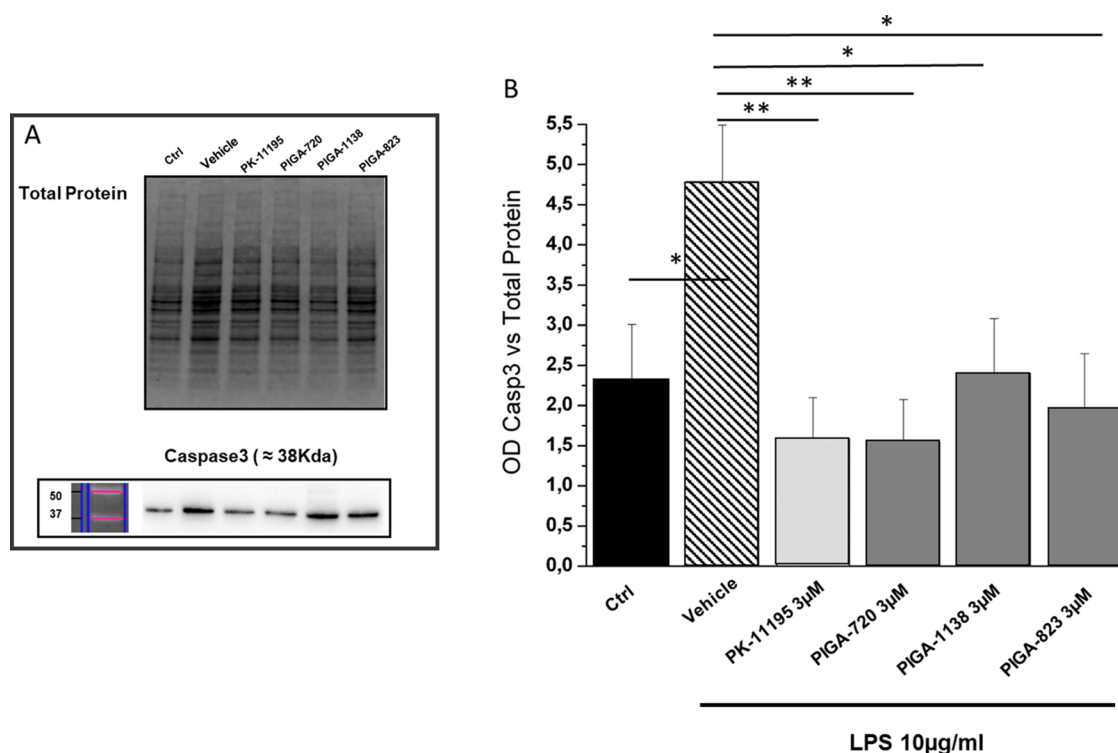 A
Ctrl
Vehicle
PK-11195
PIGA-720
PIGA-1138
PIGA-823
Total Protein
Caspase3 ( ≈ 38Kda)
50
37
B
*
*
**
**
*
OD Casp3 vs Total Protein
5,5
5,0
4,5
4,0
3,5
3,0
2,5
2,0
1,5
1,0
0,5
0,0
Ctrl
Vehicle
PK-11195 3µM
PIGA-720 3µM
PIGA-1138 3µM
PIGA-823 3µM
LPS 10µg/ml